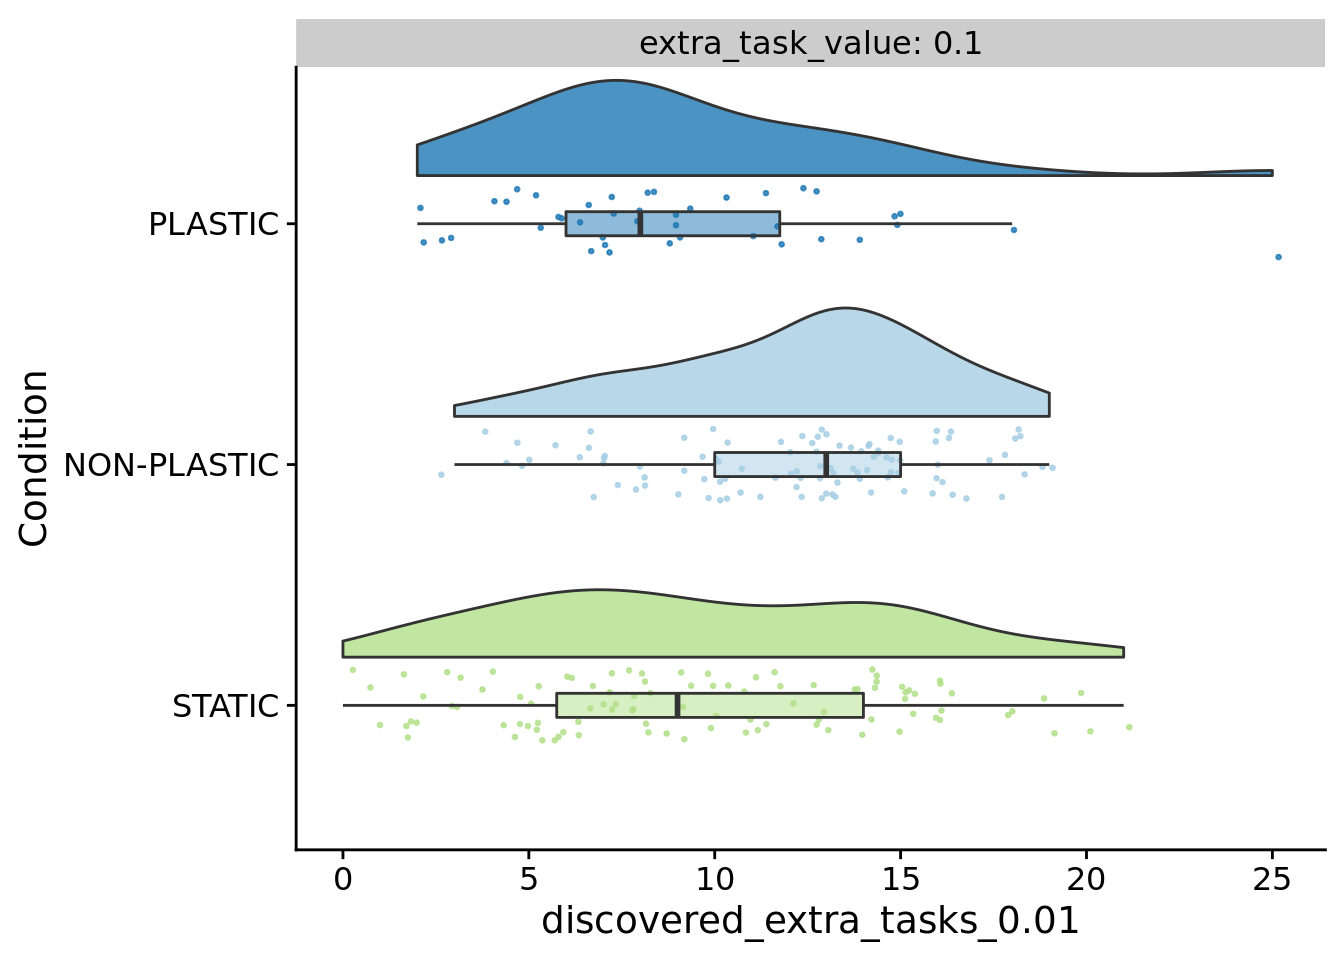 extra_task_value: 0.1
Condition
PLASTIC
NON-PLASTIC
STATIC
0 5 10 15 20 25
discovered_extra_tasks_0.01